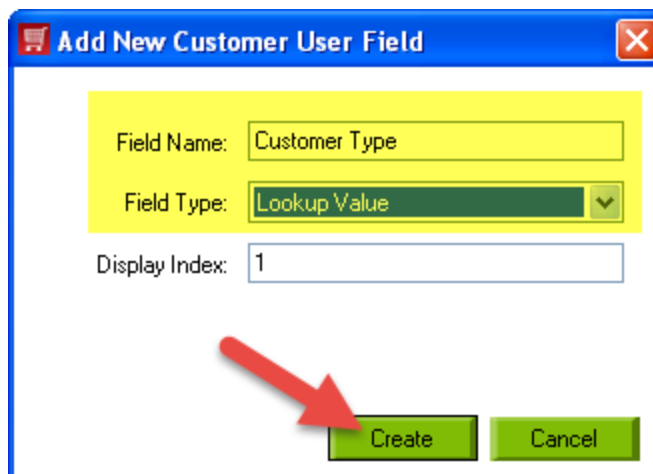 Add New Customer User Field
Field Name: Customer Type
Field Type: Lookup Value
Display Index: 1
Create Cancel